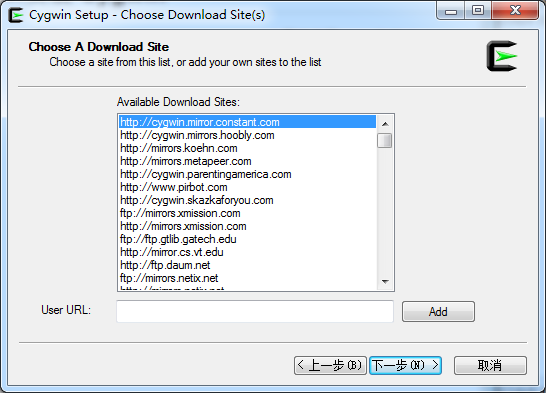 Cygwin Setup - Choose Download Site(s)
Choose A Download Site
Choose a site from this list, or add your own sites to the list
Available Download Sites:
http://cygwin.mirror.constant.com
http://cygwin.mirrors.hoobly.com
http://mirrors.koehn.com
http://mirrors.metapeer.com
http://cygwin.parentingamerica.com
http://www.pirbot.com
http://cygwin.skazkaforyou.com
ftp://mirrors.xmission.com
http://mirrors.xmission.com
ftp://ftp.gtlib.gatech.edu
http://mirror.cs.vt.edu
http://ftp.daum.net
ftp://mirrors.netix.net
http://mirrors.netix.net
User URL:
Add
< 上一步(B)
下一步(N) >
取消